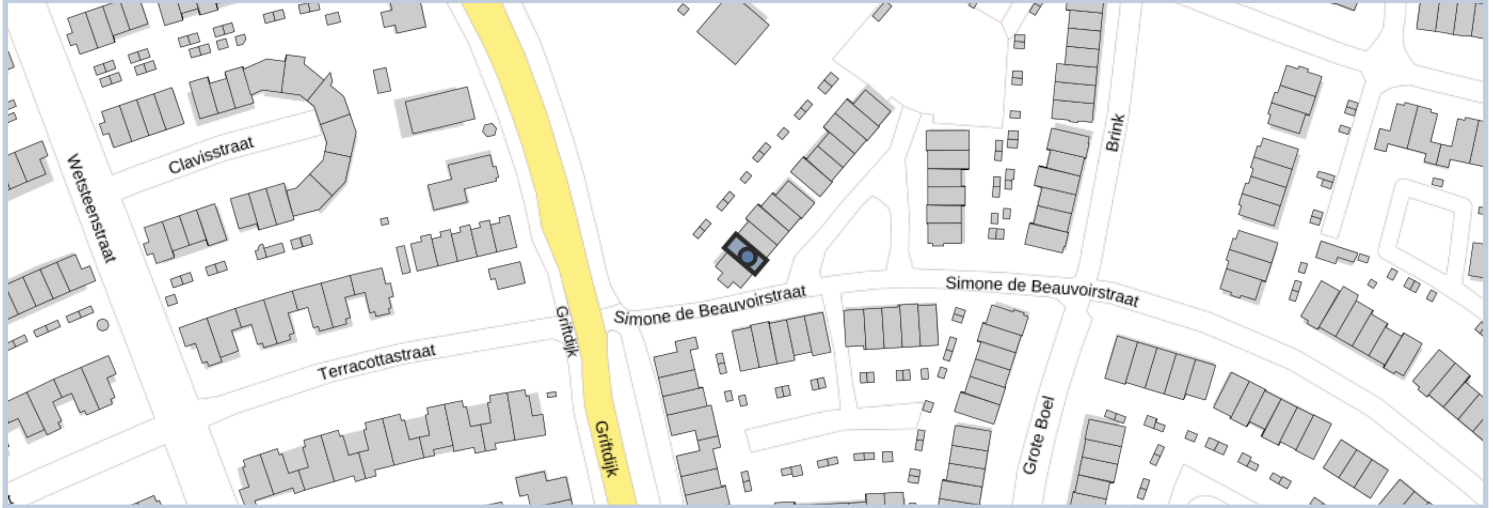 Brink
Clavisstraat
Wetsteenstraat
Simone de Beauvoirstraat
Simone de Beauvoirstraat
Griftdijk
Terracottastraat
Grote Boel
Griftdijk